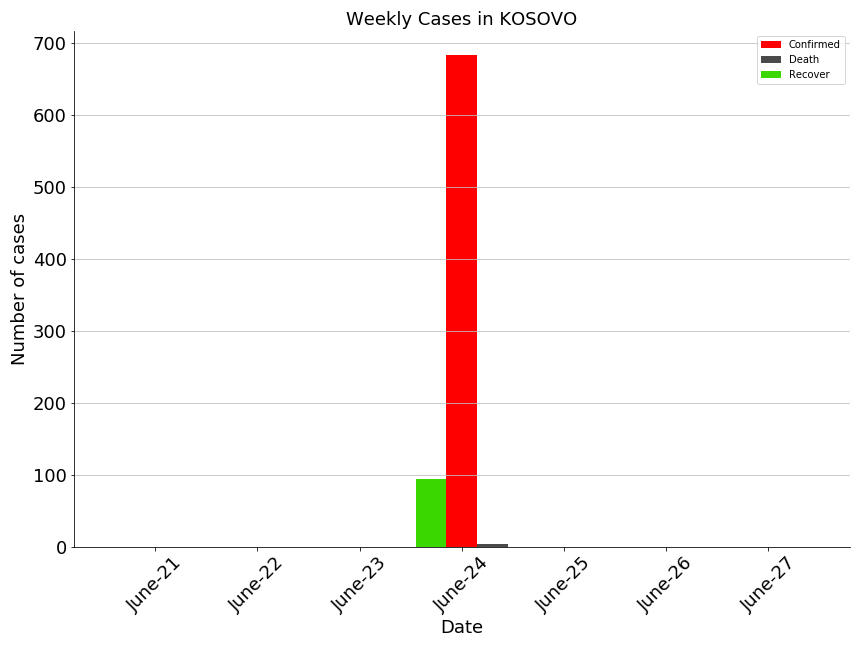 Weekly Cases in KOSOVO
Confirmed
Death
Recover
Number of cases
700
600
500
400
300
200
100
0
June-21
June-22
June-23
June-24
June-25
June-26
June-27
Date